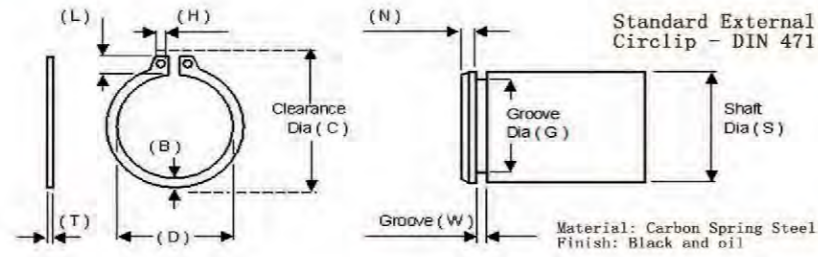 (L)
(H)
(N)
Standard External
Circlip - DIN 471
Clearance
Dia (C)
Groove
Dia (G)
Shaft
Dia (S)
(B)
(T)
(D)
Groove (W)
Material: Carbon Spring Steel
Finish: Black and oil